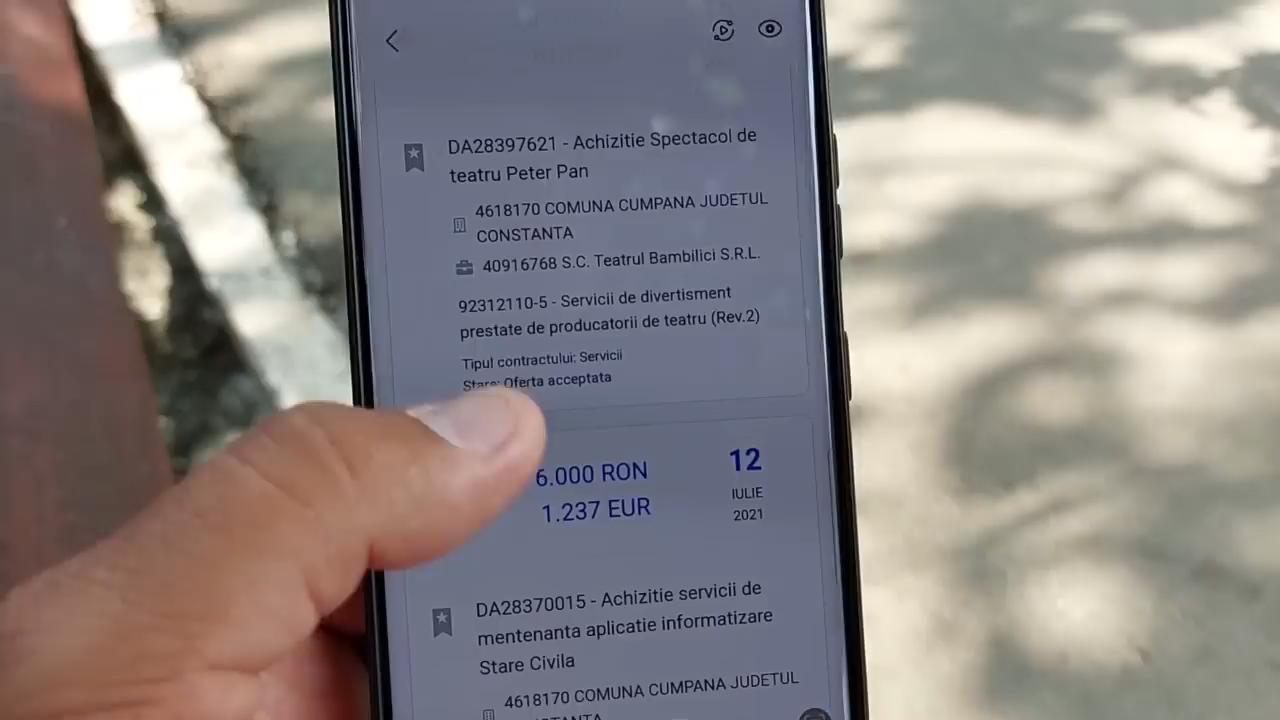 DA28397621 - Achizitie Spectacol de
teatru Peter Pan
4618170 COMUNA CUMPANA JUDETUL
CONSTANTA
40916768 S.C. Teatrul Bambilici S.R.L.
92312110-5 - Servicii de divertisment
prestate de producatorii de teatru (Rev.2)
Tipul contractului: Servicii
Stare: Oferta acceptata
6.000 RON
1.237 EUR
12
IULIE
2021
DA28370015 - Achizitie servicii de
mentenanta aplicatie informatizare
Stare Civila
4618170 COMUNA CUMPANA JUDETUL